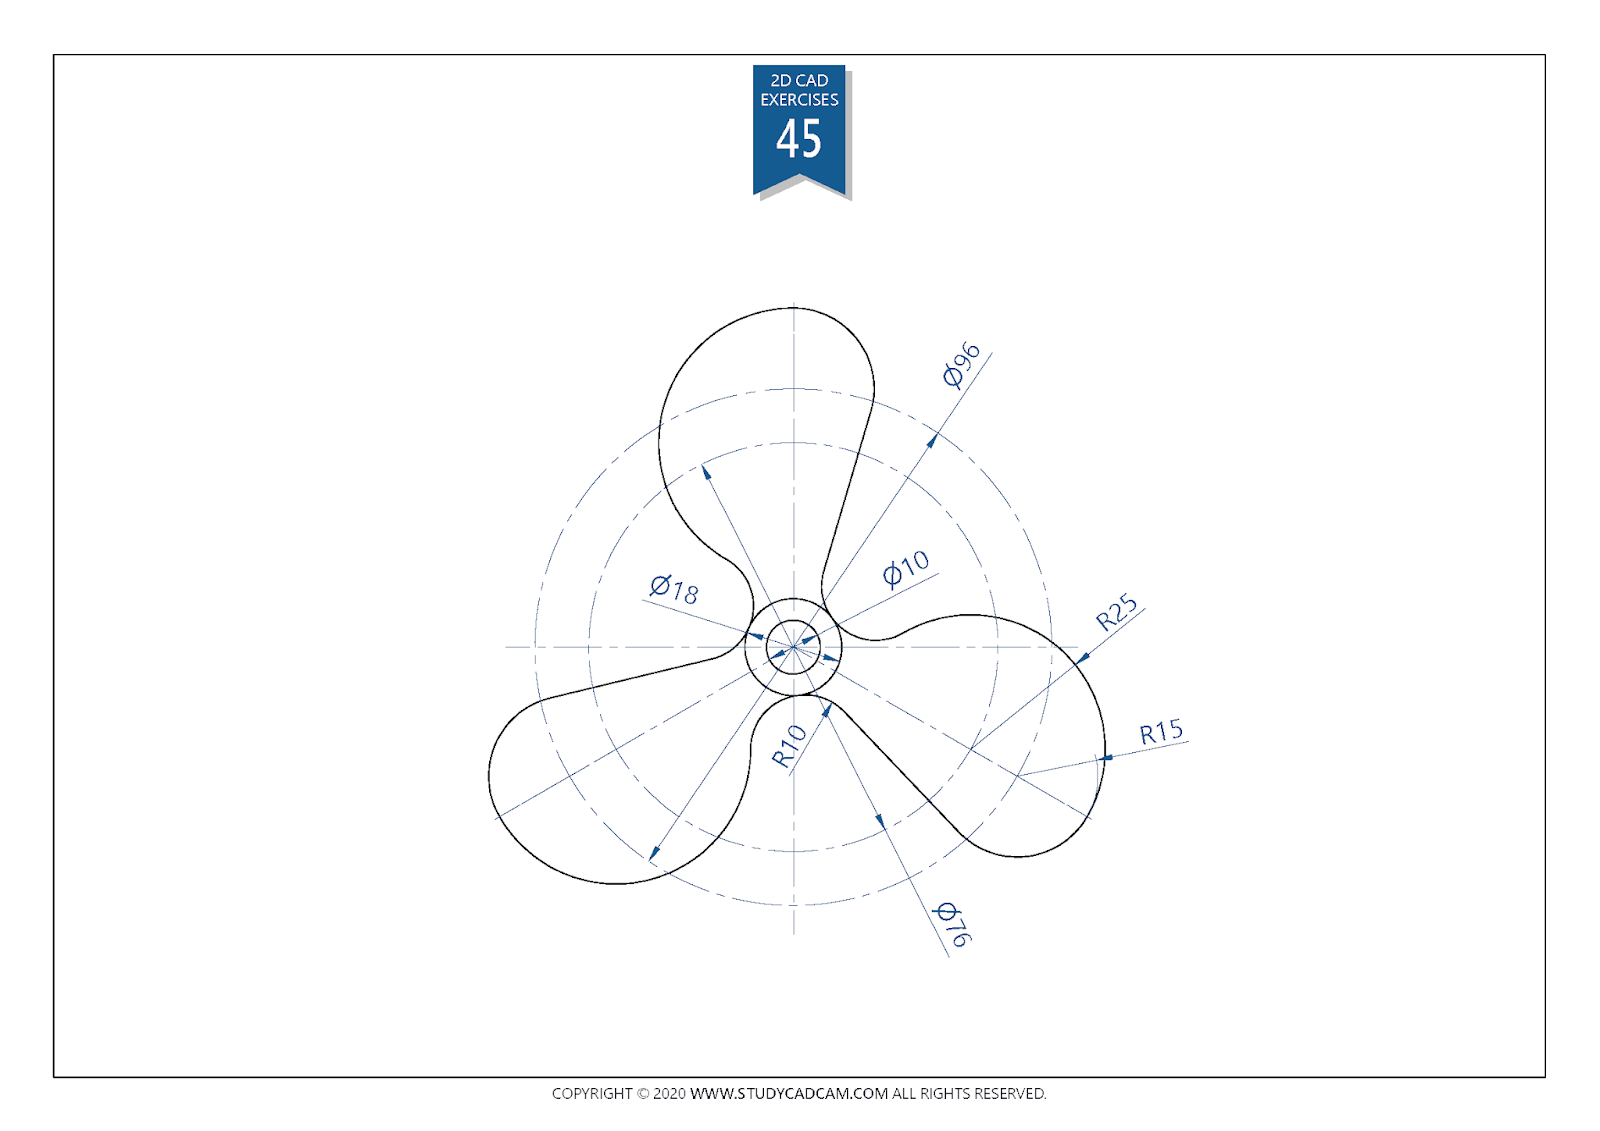 2D CAD
EXERCISES
45
Ø96
Ø10
Ø18
R25
R15
R10
Ø76
COPYRIGHT © 2020 WWW.STUDYCADCAM.COM ALL RIGHTS RESERVED.